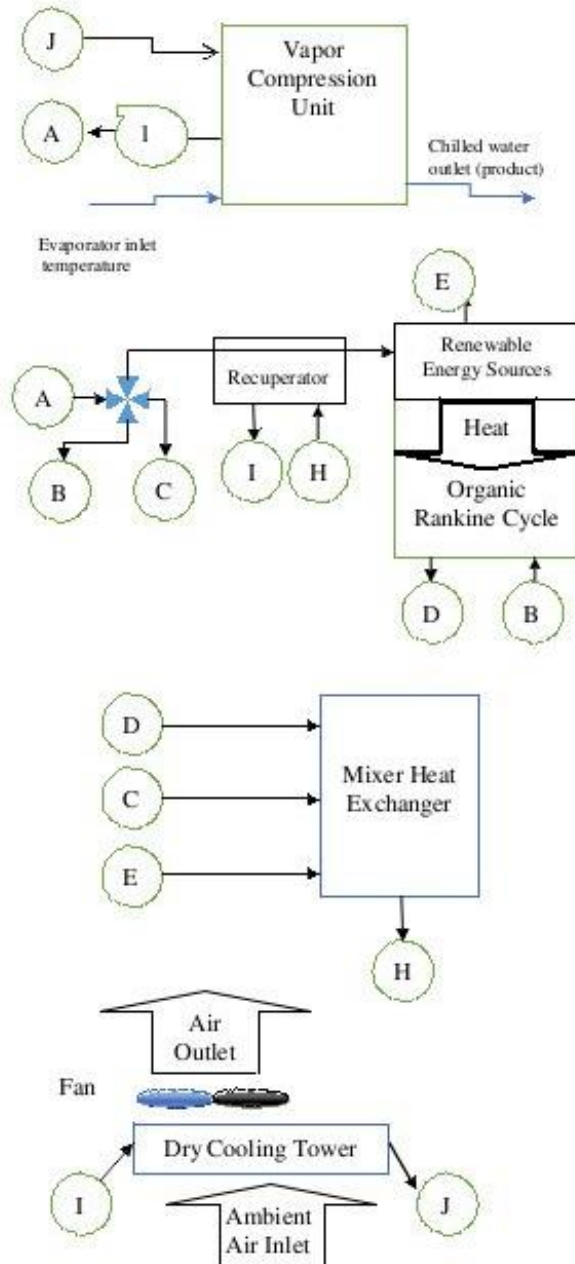 J
Vapor
Compression
Unit
A
1
Chilled water
outlet (product)
Evaporator inlet
temperature
E
Renewable
Energy Sources
Recuperator
A
Heat
B
C
I
H
Organic
Rankine Cycle
D
B
D
Mixer Heat
Exchanger
C
E
H
Air
Outlet
Fan
Dry Cooling Tower
I
J
Ambient
Air Inlet